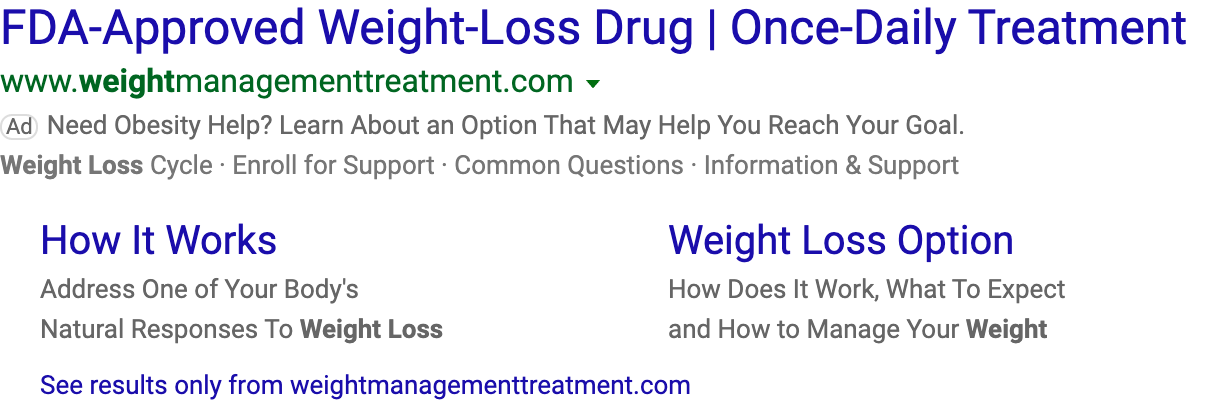 FDA-Approved Weight-Loss Drug | Once-Daily Treatment
www.weightmanagementtreatment.com
Ad Need Obesity Help? Learn About an Option That May Help You Reach Your Goal.
Weight Loss Cycle · Enroll for Support · Common Questions · Information & Support
How It Works
Address One of Your Body's
Natural Responses To Weight Loss
Weight Loss Option
How Does It Work, What To Expect
and How to Manage Your Weight
See results only from weightmanagementtreatment.com